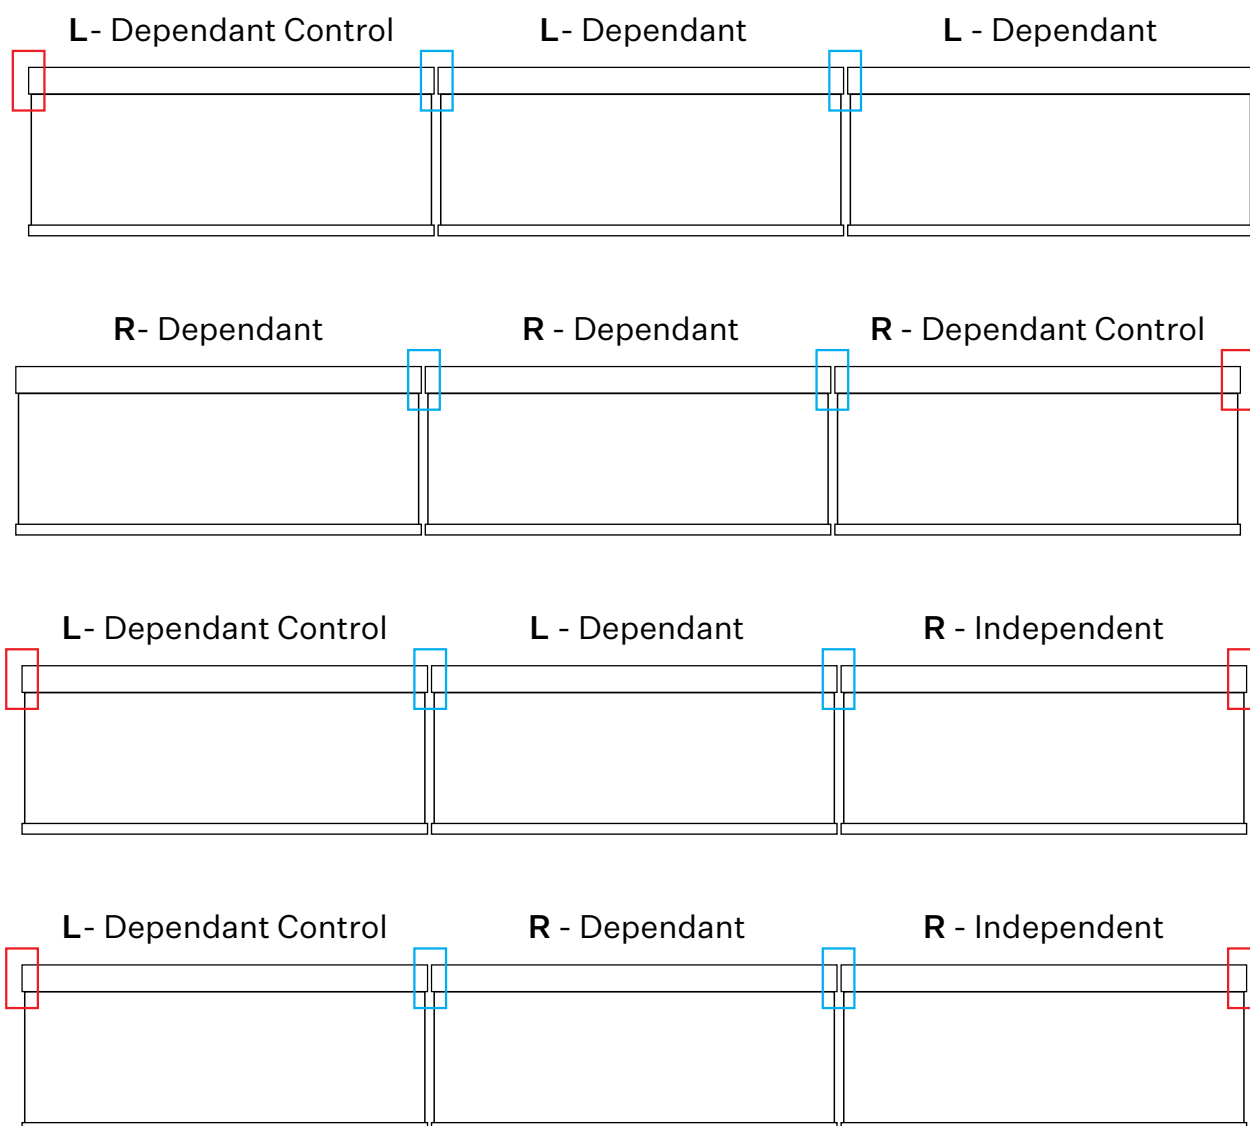 L- Dependant Control L- Dependant L - Dependant
R- Dependant R - Dependant R - Dependant Control
L- Dependant Control L - Dependant R - Independent
L- Dependant Control R - Dependant R - Independent